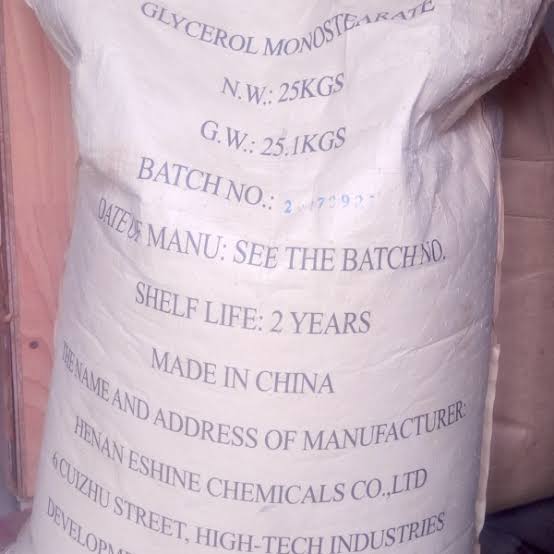 GLYCEROL MONOSTEARATE
N.W.: 25KGS
G.W.: 25.1KGS
BATCH NO.:
DATE OF MANU: SEE THE BATCH NO.
SHELF LIFE: 2 YEARS
MADE IN CHINA
THE NAME AND ADDRESS OF MANUFACTURER:
HENAN ESHINE CHEMICALS CO.,LTD
6 CUIZHU STREET, HIGH-TECH INDUSTRIES